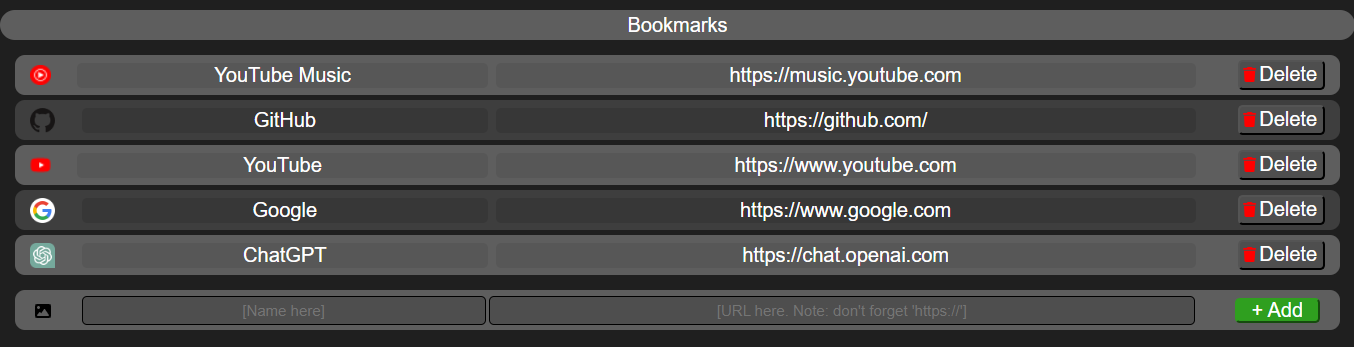 Bookmarks
YouTube Music https://music.youtube.com Delete
GitHub https://github.com/ Delete
YouTube https://www.youtube.com Delete
Google https://www.google.com Delete
ChatGPT https://chat.openai.com Delete
[Name here] [URL here. Note: don't forget 'https://'] + Add